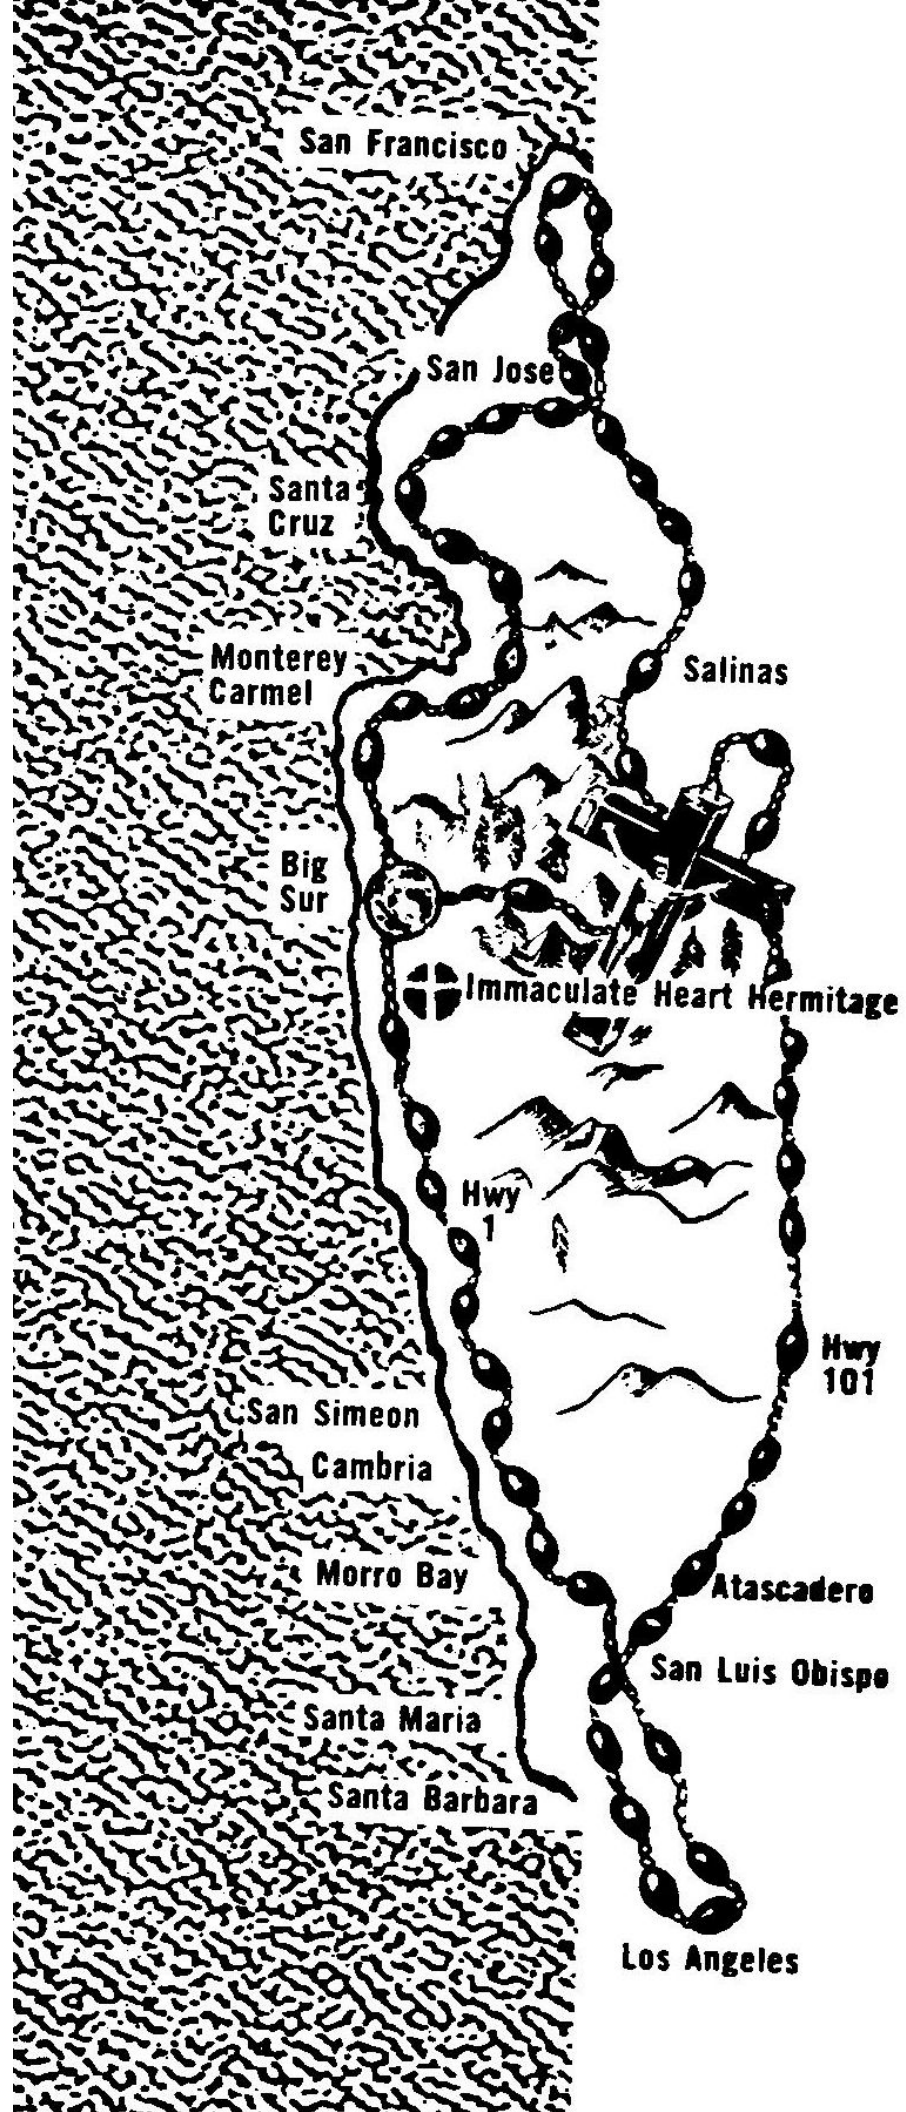 San Francisco
San Jose
Santa
Cruz
Monterey
Carmel
Salinas
Big
Sur
Immaculate Heart Hermitage
Hwy
1
Hwy
101
San Simeon
Cambria
Morro Bay
Atascadero
San Luis Obispo
Santa Maria
Santa Barbara
Los Angeles